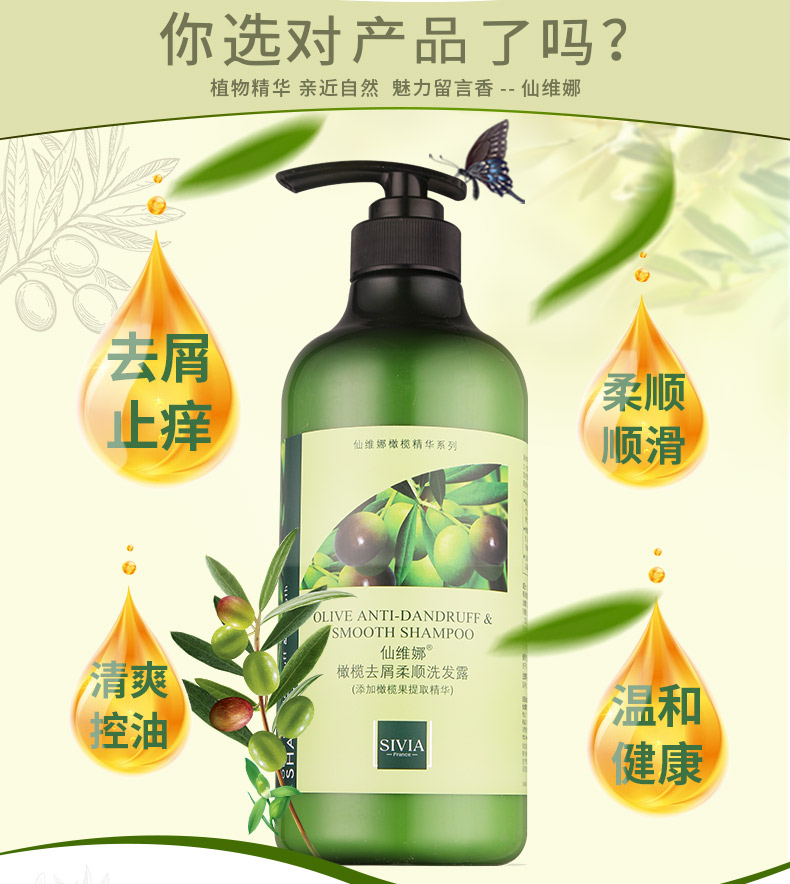 你选对产品了吗?
植物精华 亲近自然 魅力留言香 -- 仙维娜
去屑
止痒
柔顺
顺滑
仙维娜橄榄精华系列
OLIVE ANTI-DANDRUFF &
SMOOTH SHAMPOO
仙维娜®
橄榄去屑柔顺洗发露
(添加橄榄果提取精华)
SIVIA
France
清爽
控油
温和
健康